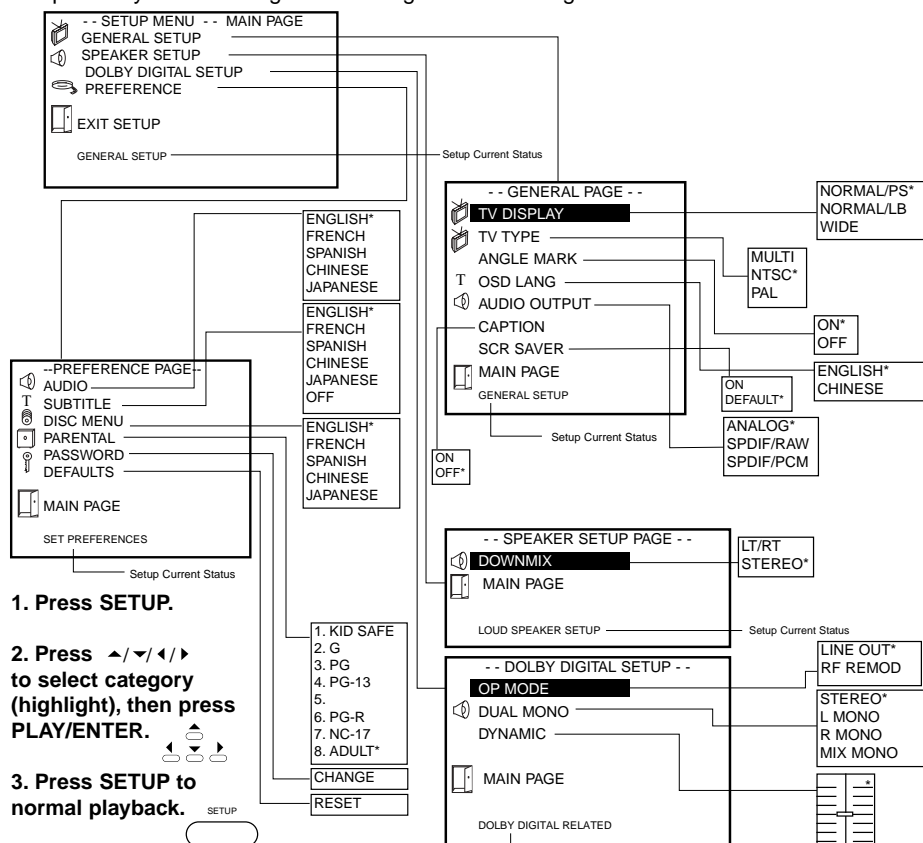 - - SETUP MENU - - MAIN PAGE
GENERAL SETUP
SPEAKER SETUP
DOLBY DIGITAL SETUP
PREFERENCE
EXIT SETUP
GENERAL SETUP
Setup Current Status
- - GENERAL PAGE - -
TV DISPLAY
TV TYPE
ANGLE MARK
T OSD LANG
AUDIO OUTPUT
CAPTION
SCR SAVER
MAIN PAGE
GENERAL SETUP
Setup Current Status
NORMAL/PS*
NORMAL/LB
WIDE
MULTI
NTSC*
PAL
ON*
OFF
ENGLISH*
CHINESE
ON
DEFAULT*
ANALOG*
SPDIF/RAW
SPDIF/PCM
ON
OFF*
ENGLISH*
FRENCH
SPANISH
CHINESE
JAPANESE
ENGLISH*
FRENCH
SPANISH
CHINESE
JAPANESE
OFF
ENGLISH*
FRENCH
SPANISH
CHINESE
JAPANESE
--PREFERENCE PAGE--
AUDIO
T SUBTITLE
DISC MENU
PARENTAL
PASSWORD
DEFAULTS
MAIN PAGE
SET PREFERENCES
Setup Current Status
1. Press SETUP.
2. Press ▲/▼/◀/▶
to select category
(highlight), then press
PLAY/ENTER.
3. Press SETUP to
normal playback.
SETUP
1. KID SAFE
2. G
3. PG
4. PG-13
5.
6. PG-R
7. NC-17
8. ADULT*
CHANGE
RESET
- - SPEAKER SETUP PAGE - -
DOWNMIX
MAIN PAGE
LOUD SPEAKER SETUP
Setup Current Status
LT/RT
STEREO*
- - DOLBY DIGITAL SETUP - -
OP MODE
DUAL MONO
DYNAMIC
MAIN PAGE
DOLBY DIGITAL RELATED
LINE OUT*
RF REMOD
STEREO*
L MONO
R MONO
MIX MONO
*